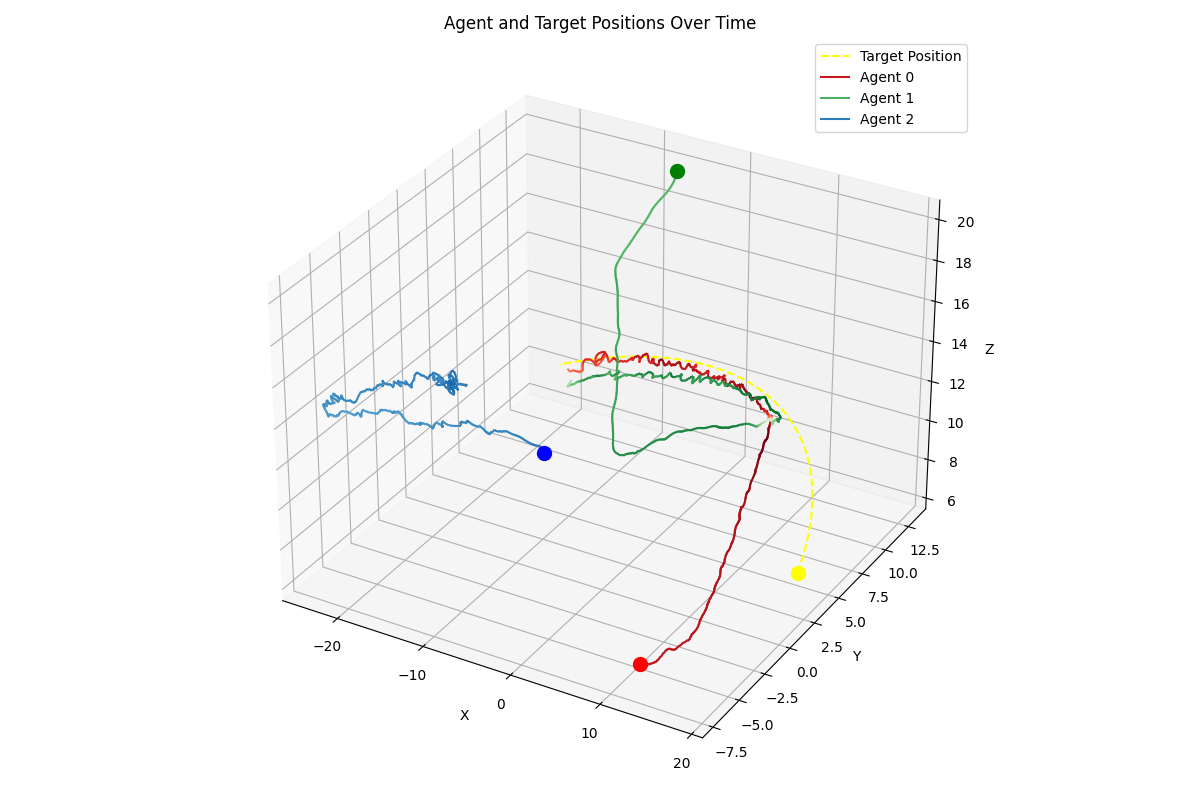 Agent and Target Positions Over Time
Target Position
Agent 0
Agent 1
Agent 2
20
18
16
14
12
10
8
6
Z
12.5
10.0
7.5
5.0
2.5
0.0
−2.5
−5.0
−7.5
Y
−20
−10
0
10
20
X